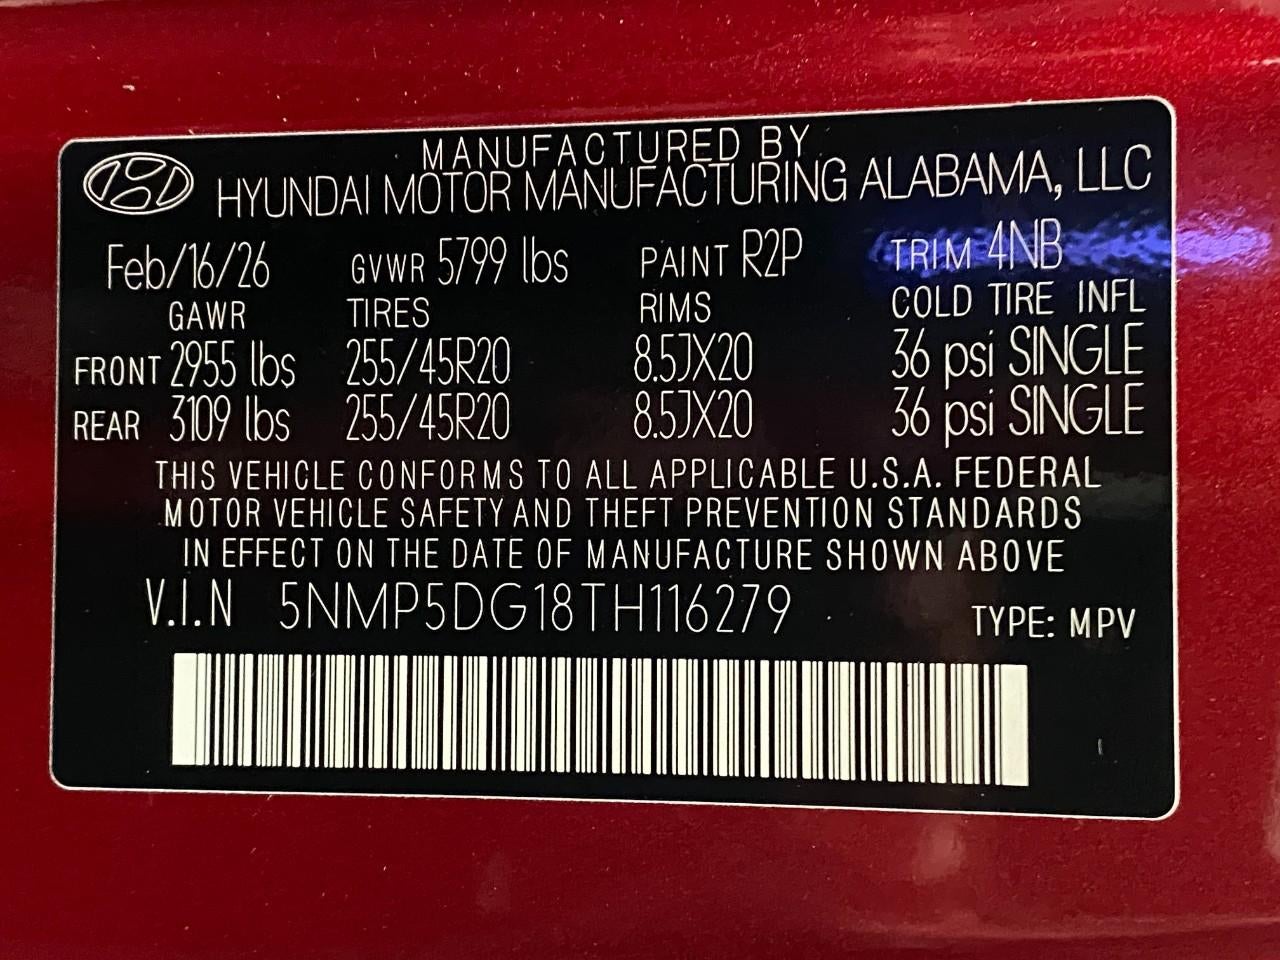 MANUFACTURED BY
HYUNDAI MOTOR MANUFACTURING ALABAMA, LLC
Feb/16/26 GVWR 5799 lbs PAINT R2P TRIM 4NB
GAWR TIRES RIMS COLD TIRE INFL
FRONT 2955 lbs 255/45R20 8.5JX20 36 psi SINGLE
REAR 3109 lbs 255/45R20 8.5JX20 36 psi SINGLE
THIS VEHICLE CONFORMS TO ALL APPLICABLE U.S.A. FEDERAL
MOTOR VEHICLE SAFETY AND THEFT PREVENTION STANDARDS
IN EFFECT ON THE DATE OF MANUFACTURE SHOWN ABOVE
V.I.N 5NMP5DG18TH116279 TYPE: MPV